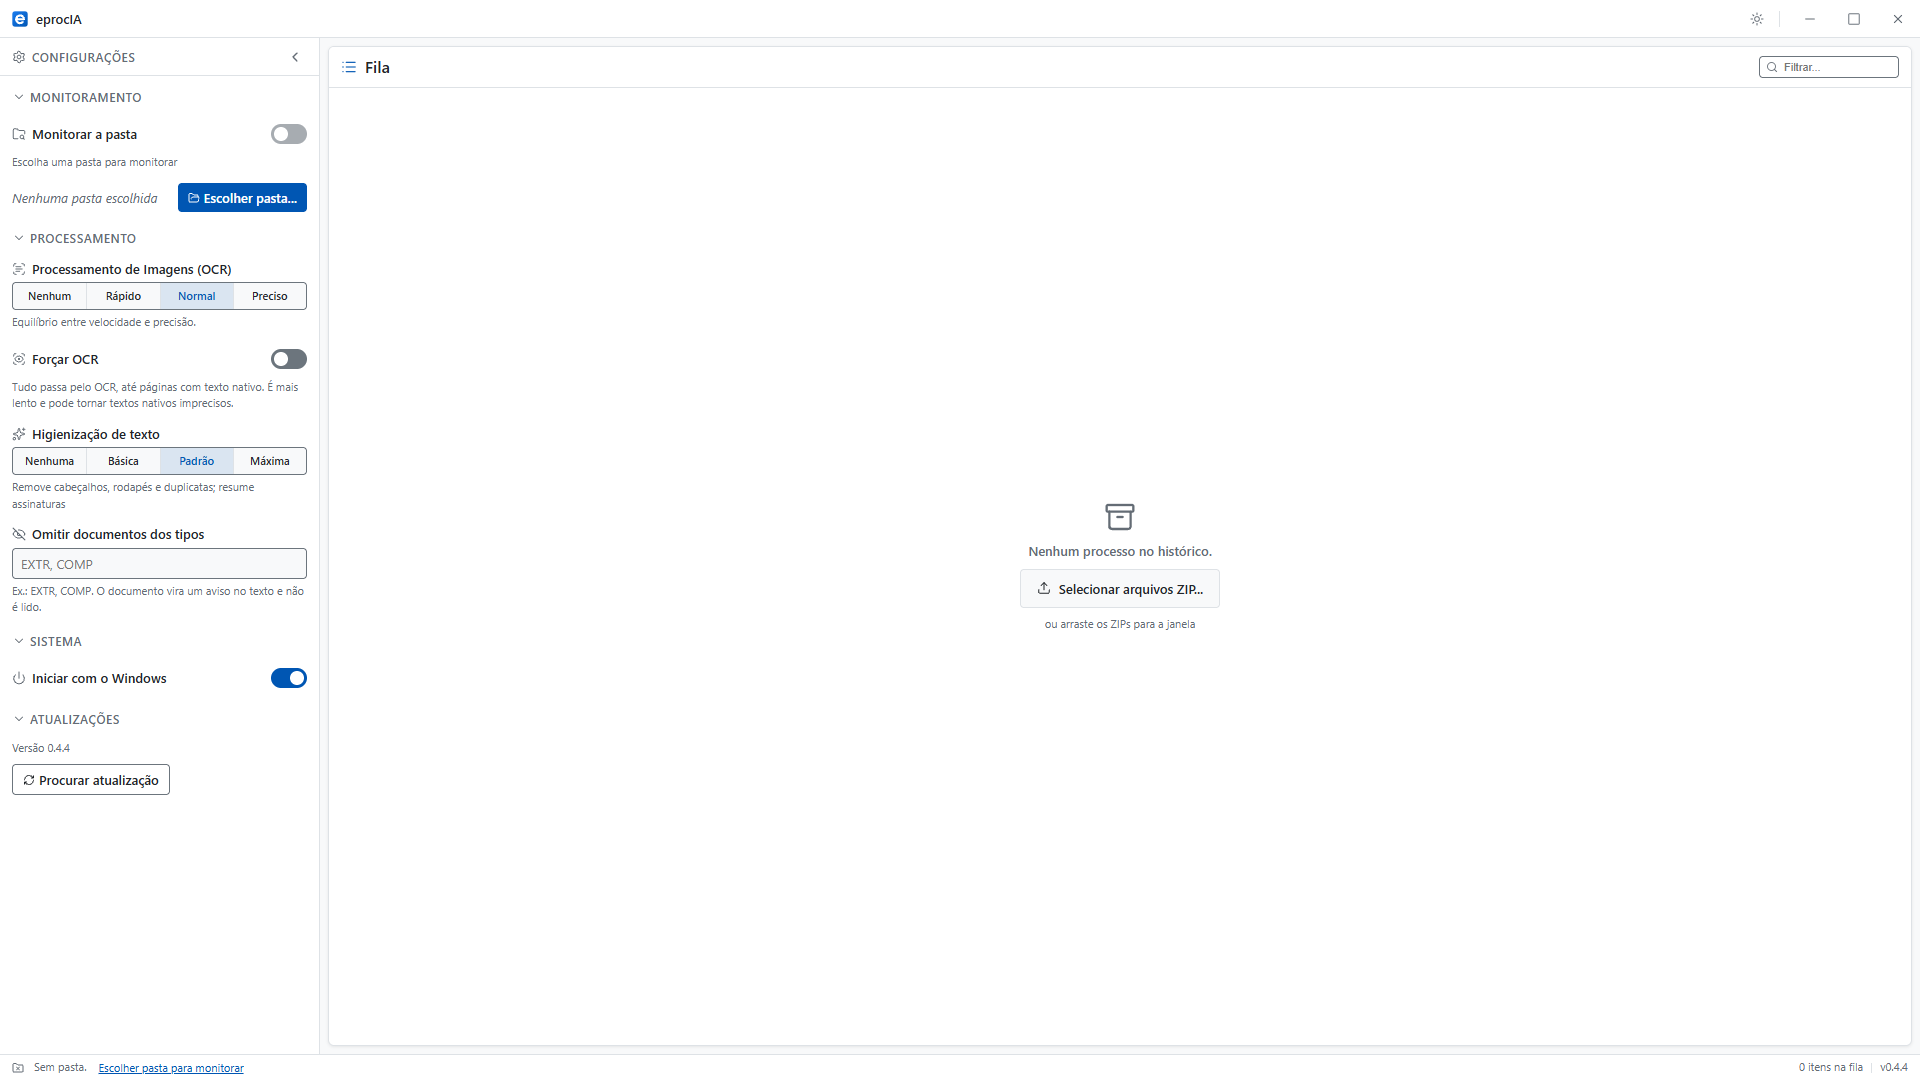 eprocIA
CONFIGURAÇÕES
MONITORAMENTO
Monitorar a pasta
Escolha uma pasta para monitorar
Nenhuma pasta escolhida
Escolher pasta...
PROCESSAMENTO
Processamento de Imagens (OCR)
Nenhum Rápido Normal Preciso
Equilíbrio entre velocidade e precisão.
Forçar OCR
Tudo passa pelo OCR, até páginas com texto nativo. É mais
lento e pode tornar textos nativos imprecisos.
Higienização de texto
Nenhuma Básica Padrão Máxima
Remove cabeçalhos, rodapés e duplicatas; resume
assinaturas
Omitir documentos dos tipos
EXTR, COMP
Ex.: EXTR, COMP. O documento vira um aviso no texto e não
é lido.
SISTEMA
Iniciar com o Windows
ATUALIZAÇÕES
Versão 0.4.4
Procurar atualização
Fila
Filtrar...
Nenhum processo no histórico.
Selecionar arquivos ZIP...
ou arraste os ZIPs para a janela
Sem pasta. Escolher pasta para monitorar
0 itens na fila
v0.4.4